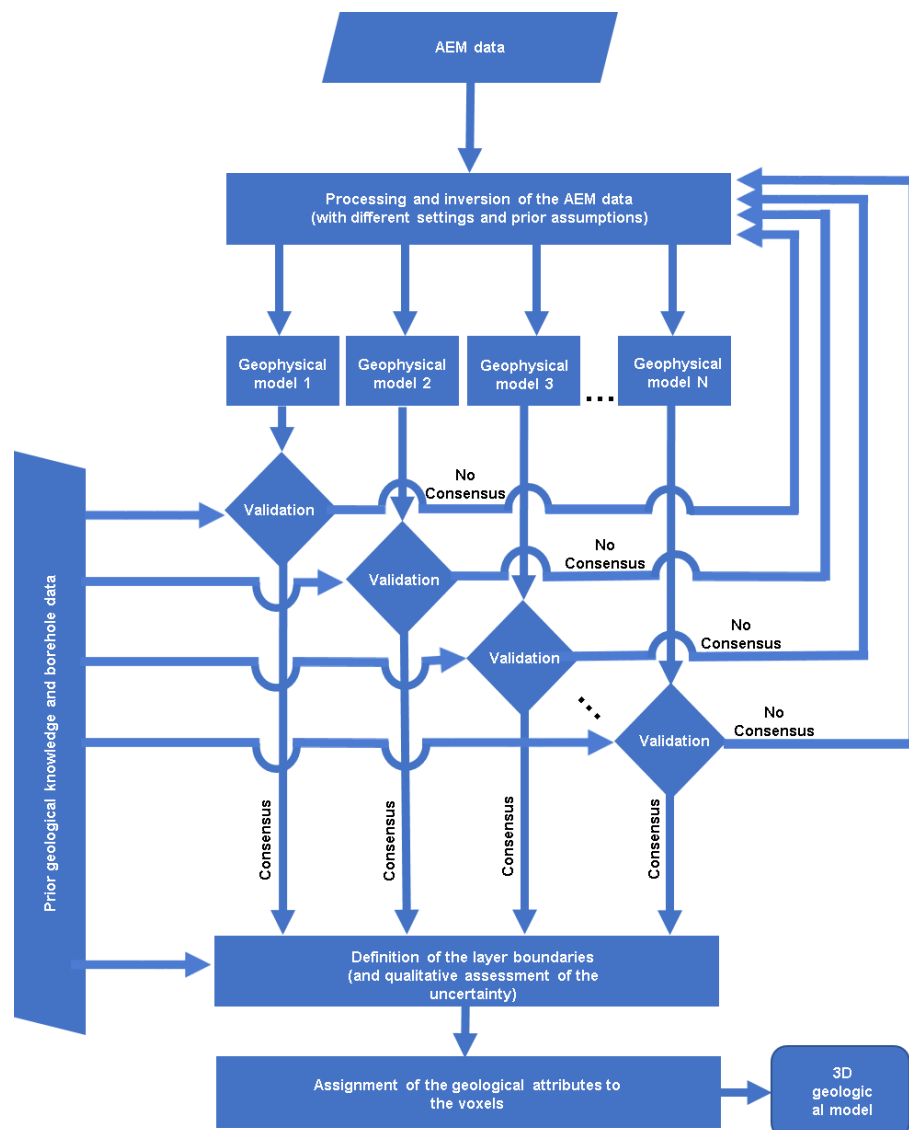 AEM data
Processing and inversion of the AEM data
(with different settings and prior assumptions)
Geophysical
model 1
Geophysical
model 2
Geophysical
model 3
...
Geophysical
model N
No
Consensus
Validation
No
Consensus
Validation
No
Consensus
Validation
....
No
Consensus
Validation
Prior geological knowledge and borehole data
Consensus
Consensus
Consensus
Consensus
Definition of the layer boundaries
(and qualitative assessment of the
uncertainty)
Assignment of the geological attributes to
the voxels
3D
geologic
al model